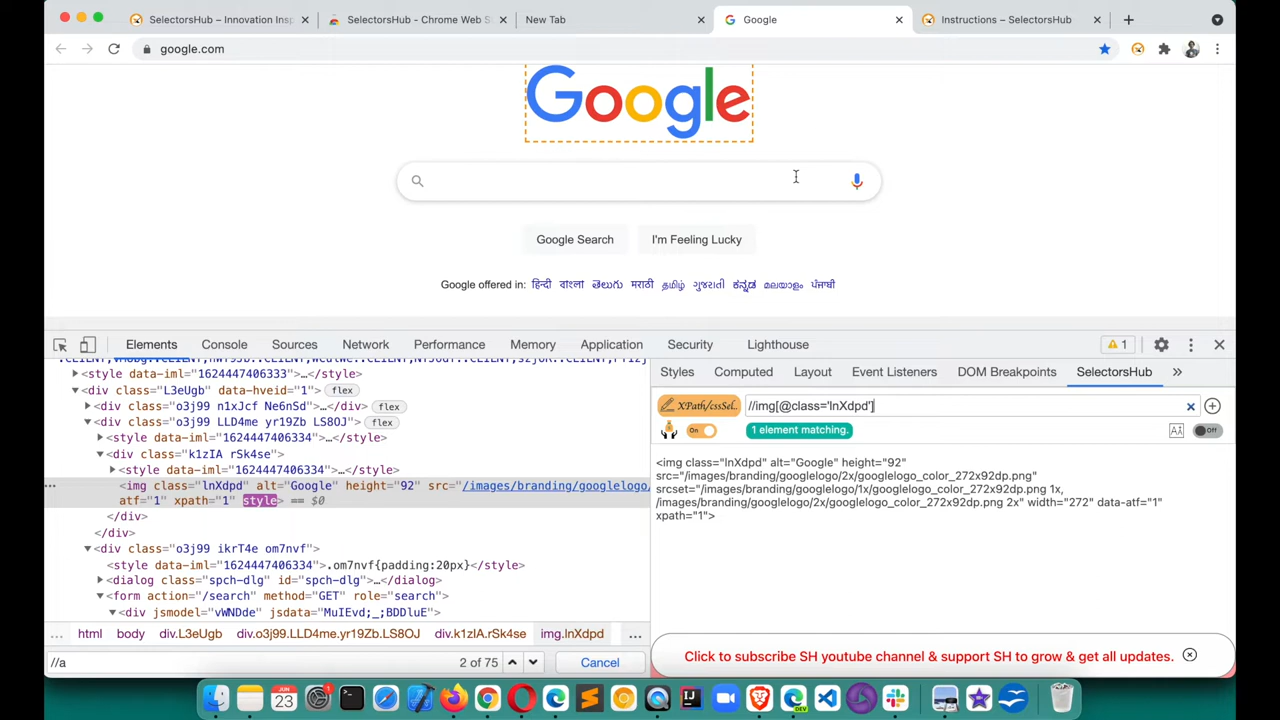 SelectorsHub – Innovation Insp
SelectorsHub - Chrome Web S
New Tab
Google
Instructions – SelectorsHub
google.com
Google
Google Search
I'm Feeling Lucky
Google offered in: हिन्दी বাংলা తెలుగు मराठी தமிழ் ગુજરાતી ಕನ್ನಡ മലയാളം ਪੰਜਾਬੀ
Elements Console Sources Network Performance Memory Application Security Lighthouse 1
<style data-iml="1624447406333">…</style>
<div class="L3eUgb" data-hveid="1"> flex
<div class="o3j99 n1xJcf Ne6nSd">…</div> flex
<div class="o3j99 LLD4me yr19Zb LS8OJ"> flex
<style data-iml="1624447406334">…</style>
<div class="k1zIA rSk4se">
<style data-iml="1624447406334">…</style>
<img class="lnXdpd" alt="Google" height="92" src="/images/branding/googlelogo/
atf="1" xpath="1" style> == $0
</div>
</div>
<div class="o3j99 ikrT4e om7nvf">
<style data-iml="1624447406334">.om7nvf{padding:20px}</style>
<dialog class="spch-dlg" id="spch-dlg">…</dialog>
<form action="/search" method="GET" role="search">
<div jsmodel="vWNDde" jsdata="MuIEvd;_;BDDluE">
… html body div.L3eUgb div.o3j99.LLD4me.yr19Zb.LS8OJ div.k1zIA.rSk4se img.lnXdpd …
//a
2 of 75
Cancel
Styles Computed Layout Event Listeners DOM Breakpoints SelectorsHub »
XPath/cssSel..
//img[@class='lnXdpd']
On
1 element matching.
Off
<img class="lnXdpd" alt="Google" height="92"
src="/images/branding/googlelogo/2x/googlelogo_color_272x92dp.png"
srcset="/images/branding/googlelogo/1x/googlelogo_color_272x92dp.png 1x,
/images/branding/googlelogo/2x/googlelogo_color_272x92dp.png 2x" width="272" data-atf="1"
xpath="1">
Click to subscribe SH youtube channel & support SH to grow & get all updates.
JUN
23
1
DEV